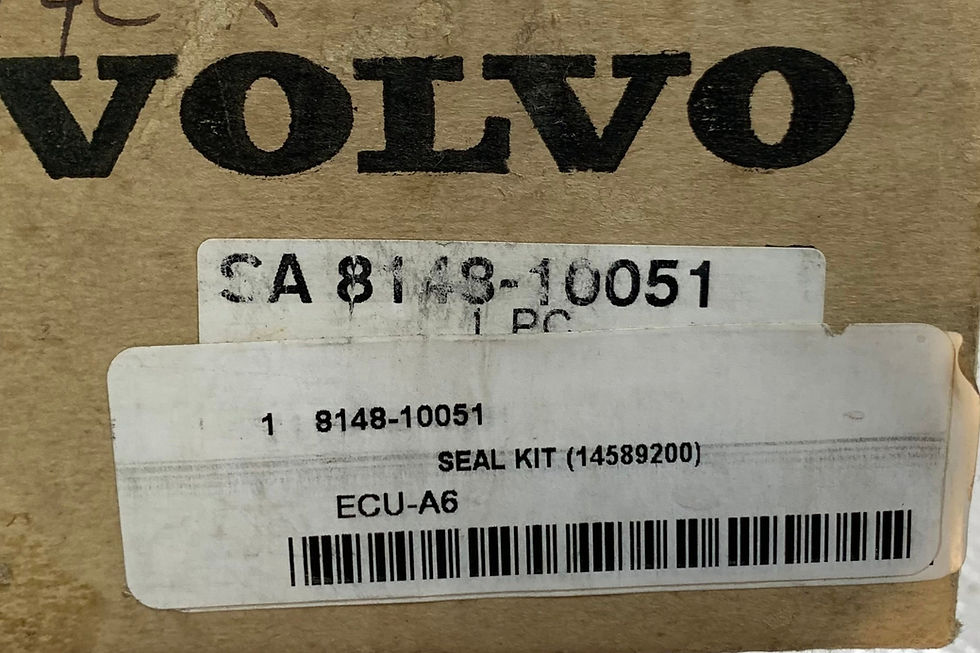 VOLVO
SA 8148-10051
1 PC
1 8148-10051
SEAL KIT (14589200)
ECU-A6